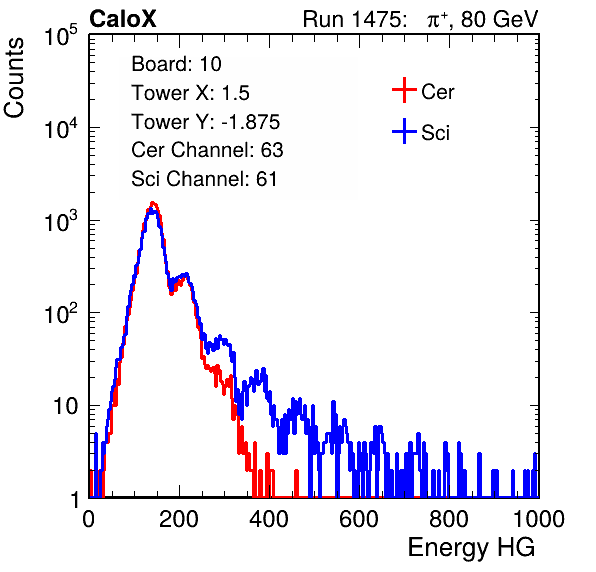 CaloX Run 1475: π⁺, 80 GeV
Counts
Board: 10
Tower X: 1.5
Tower Y: -1.875
Cer Channel: 63
Sci Channel: 61
Cer
Sci
10⁵
10⁴
10³
10²
10
1
0 200 400 600 800 1000
Energy HG